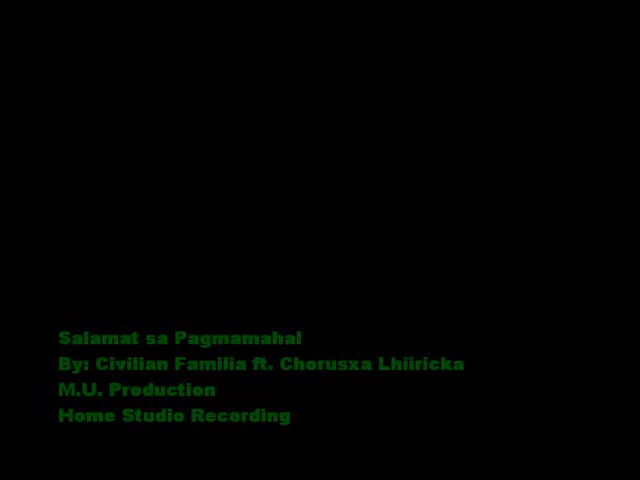 Salamat sa Pagmamahal
By: Civilian Familia ft. Chorusxa Lhiiricka
M.U. Production
Home Studio Recording